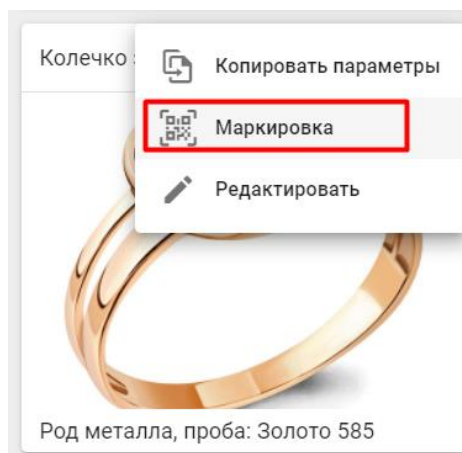 Колечко
Копировать параметры
Маркировка
Редактировать
Род металла, проба: Золото 585